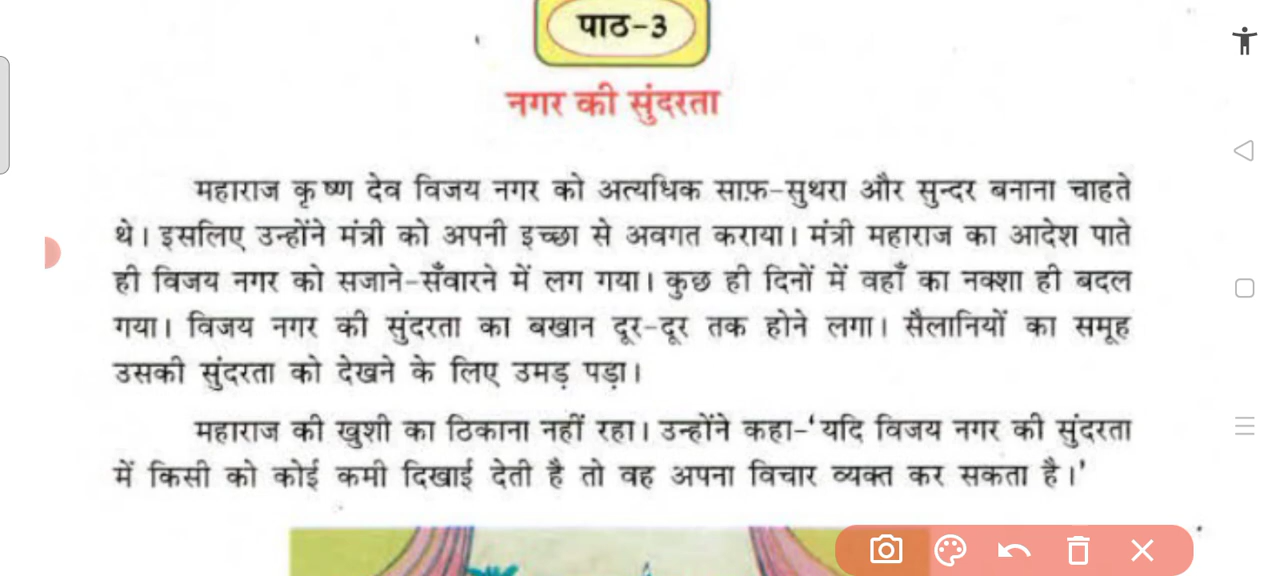 पाठ-3
नगर की सुंदरता
महाराज कृष्ण देव विजय नगर को अत्यधिक साफ़-सुथरा और सुन्दर बनाना चाहते
थे। इसलिए उन्होंने मंत्री को अपनी इच्छा से अवगत कराया। मंत्री महाराज का आदेश पाते
ही विजय नगर को सजाने-सँवारने में लग गया। कुछ ही दिनों में वहाँ का नक्शा ही बदल
गया। विजय नगर की सुंदरता का बखान दूर-दूर तक होने लगा। सैलानियों का समूह
उसकी सुंदरता को देखने के लिए उमड़ पड़ा।
महाराज की खुशी का ठिकाना नहीं रहा। उन्होंने कहा-'यदि विजय नगर की सुंदरता
में किसी को कोई कमी दिखाई देती है तो वह अपना विचार व्यक्त कर सकता है।'